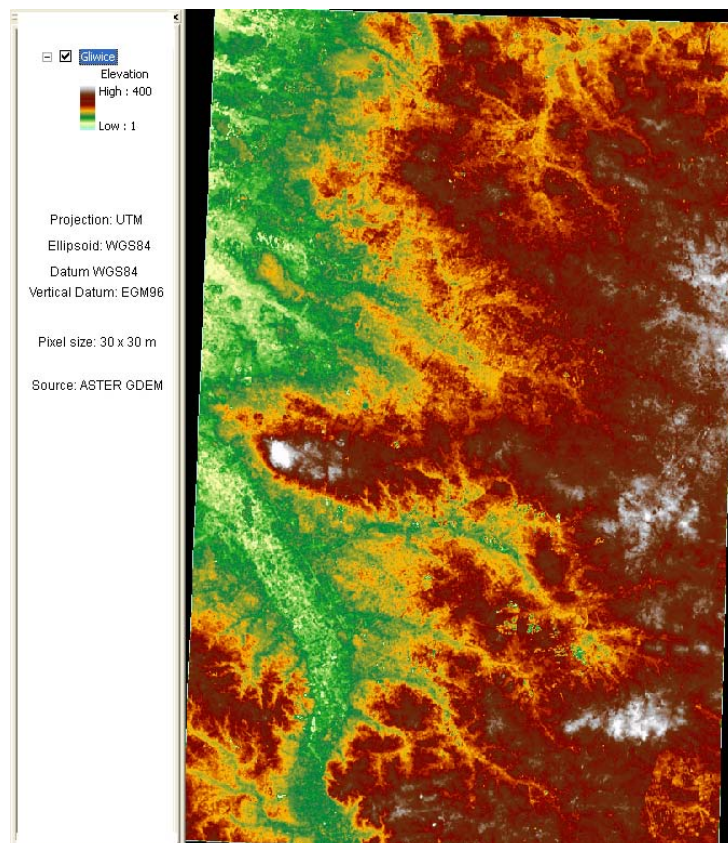 Gliwice
Elevation
High : 400
Low : 1
Projection: UTM
Ellipsoid: WGS84
Datum WGS84
Vertical Datum: EGM96
Pixel size: 30 x 30 m
Source: ASTER GDEM